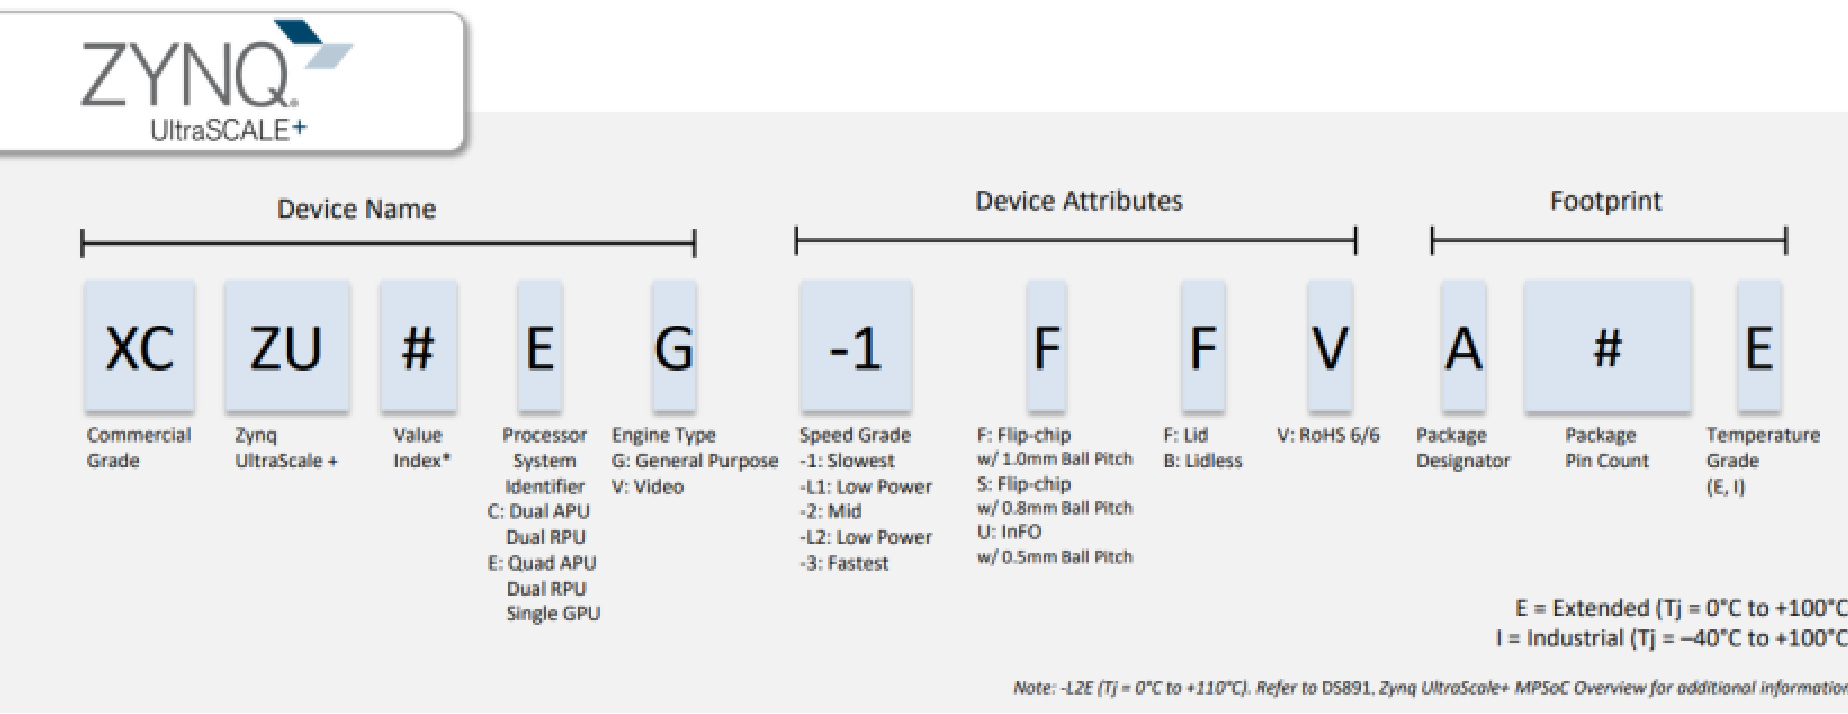 ZYNQ®
UltraSCALE+
Device Name
Device Attributes
Footprint
XC ZU # E G -1 F F V A # E
Commercial
Grade
Zynq
UltraScale +
Value
Index*
Processor
System
Identifier
C: Dual APU
Dual RPU
E: Quad APU
Dual RPU
Single GPU
Engine Type
G: General Purpose
V: Video
Speed Grade
-1: Slowest
-L1: Low Power
-2: Mid
-L2: Low Power
-3: Fastest
F: Flip-chip
w/ 1.0mm Ball Pitch
S: Flip-chip
w/ 0.8mm Ball Pitch
U: InFO
w/ 0.5mm Ball Pitch
F: Lid
B: Lidless
V: RoHS 6/6
Package
Designator
Package
Pin Count
Temperature
Grade
(E, I)
E = Extended (Tj = 0°C to +100°C
I = Industrial (Tj = –40°C to +100°C
Note: -L2E (Tj = 0°C to +110°C). Refer to DS891, Zynq UltraScale+ MPSoC Overview for additional information